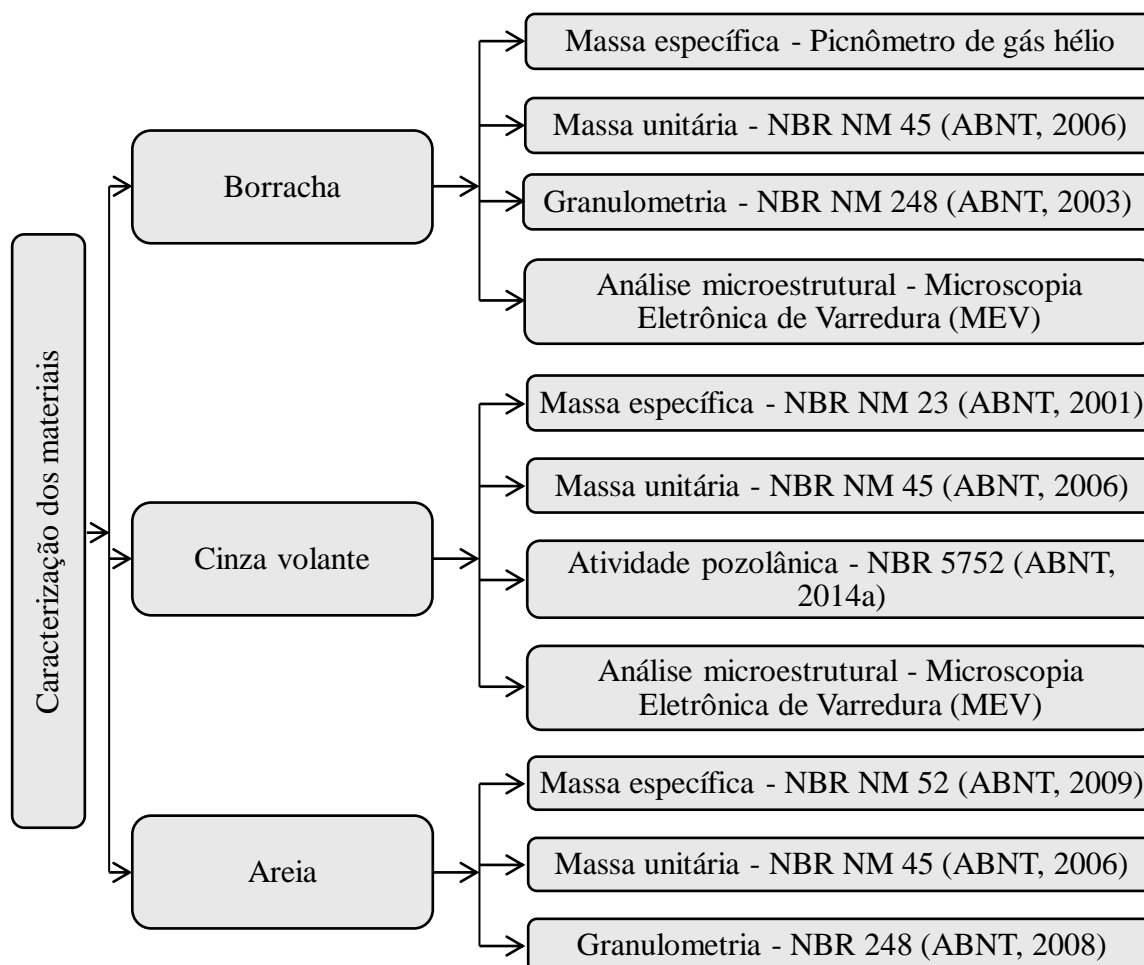 Caracterização dos materiais
Borracha
Massa específica - Picnômetro de gás hélio
Massa unitária - NBR NM 45 (ABNT, 2006)
Granulometria - NBR NM 248 (ABNT, 2003)
Análise microestrutural - Microscopia
Eletrônica de Varredura (MEV)
Cinza volante
Massa específica - NBR NM 23 (ABNT, 2001)
Massa unitária - NBR NM 45 (ABNT, 2006)
Atividade pozolânica - NBR 5752 (ABNT,
2014a)
Análise microestrutural - Microscopia
Eletrônica de Varredura (MEV)
Areia
Massa específica - NBR NM 52 (ABNT, 2009)
Massa unitária - NBR NM 45 (ABNT, 2006)
Granulometria - NBR 248 (ABNT, 2008)